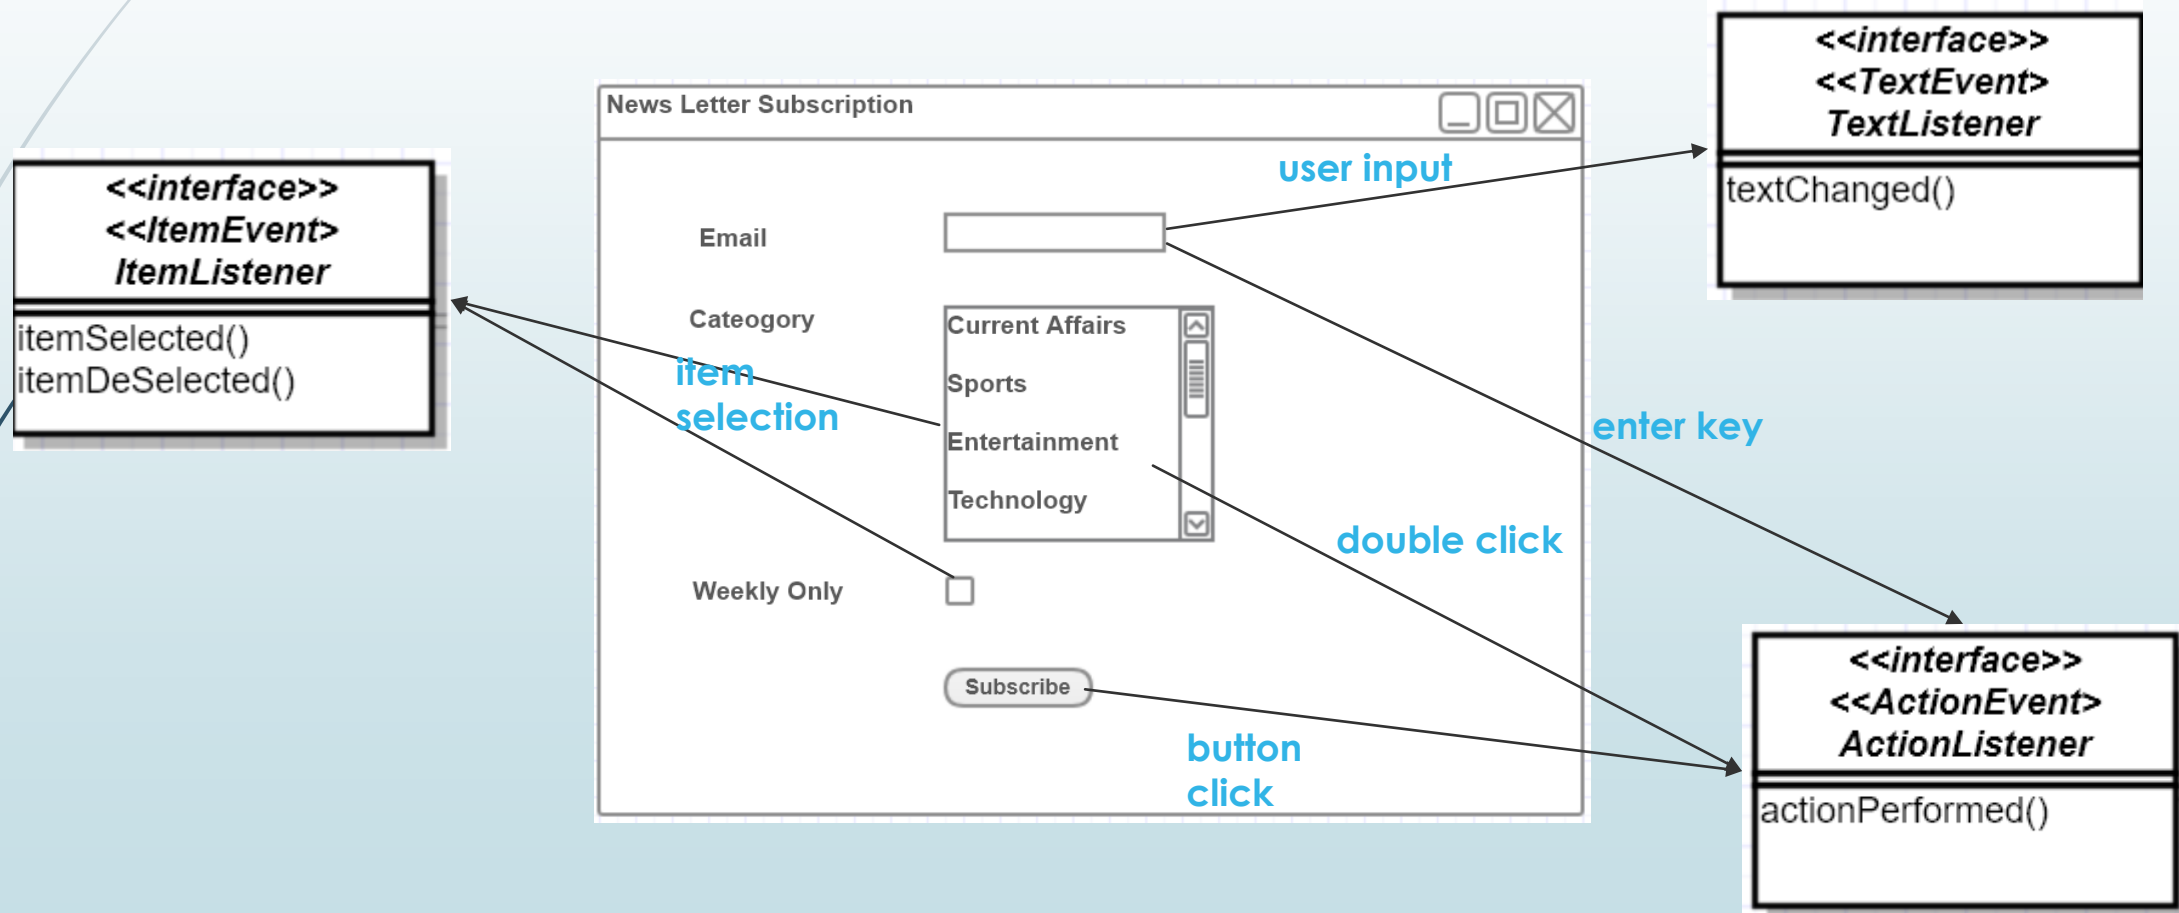 <<interface>>
<<ItemEvent>
ItemListener
itemSelected()
itemDeSelected()
News Letter Subscription
Email
Cateogory
Current Affairs
Sports
Entertainment
Technology
Weekly Only
Subscribe
user input
item
selection
enter key
double click
button
click
<<interface>>
<<TextEvent>
TextListener
textChanged()
<<interface>>
<<ActionEvent>
ActionListener
actionPerformed()